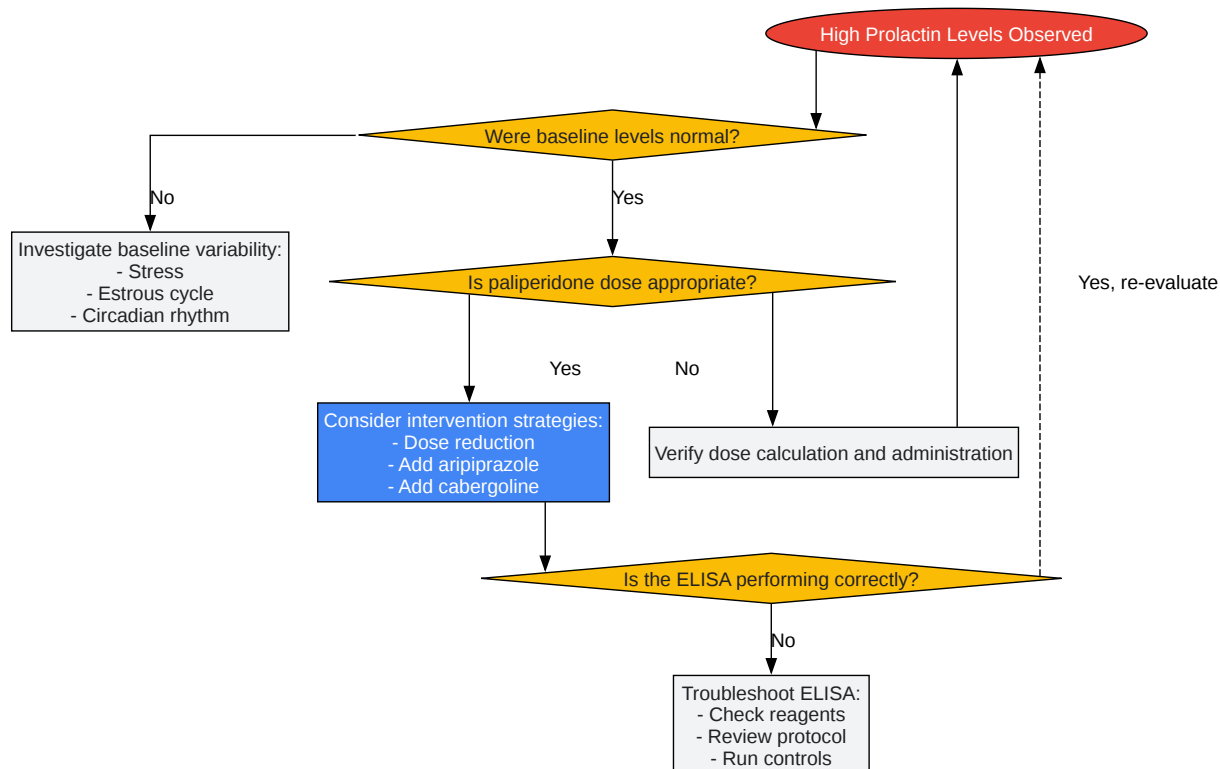 High Prolactin Levels Observed
Were baseline levels normal?
No
Yes
Investigate baseline variability:
- Stress
- Estrous cycle
- Circadian rhythm
Is paliperidone dose appropriate?
Yes, re-evaluate
Yes
No
Consider intervention strategies:
- Dose reduction
- Add aripiprazole
- Add cabergoline
Verify dose calculation and administration
Is the ELISA performing correctly?
No
Troubleshoot ELISA:
- Check reagents
- Review protocol
- Run controls